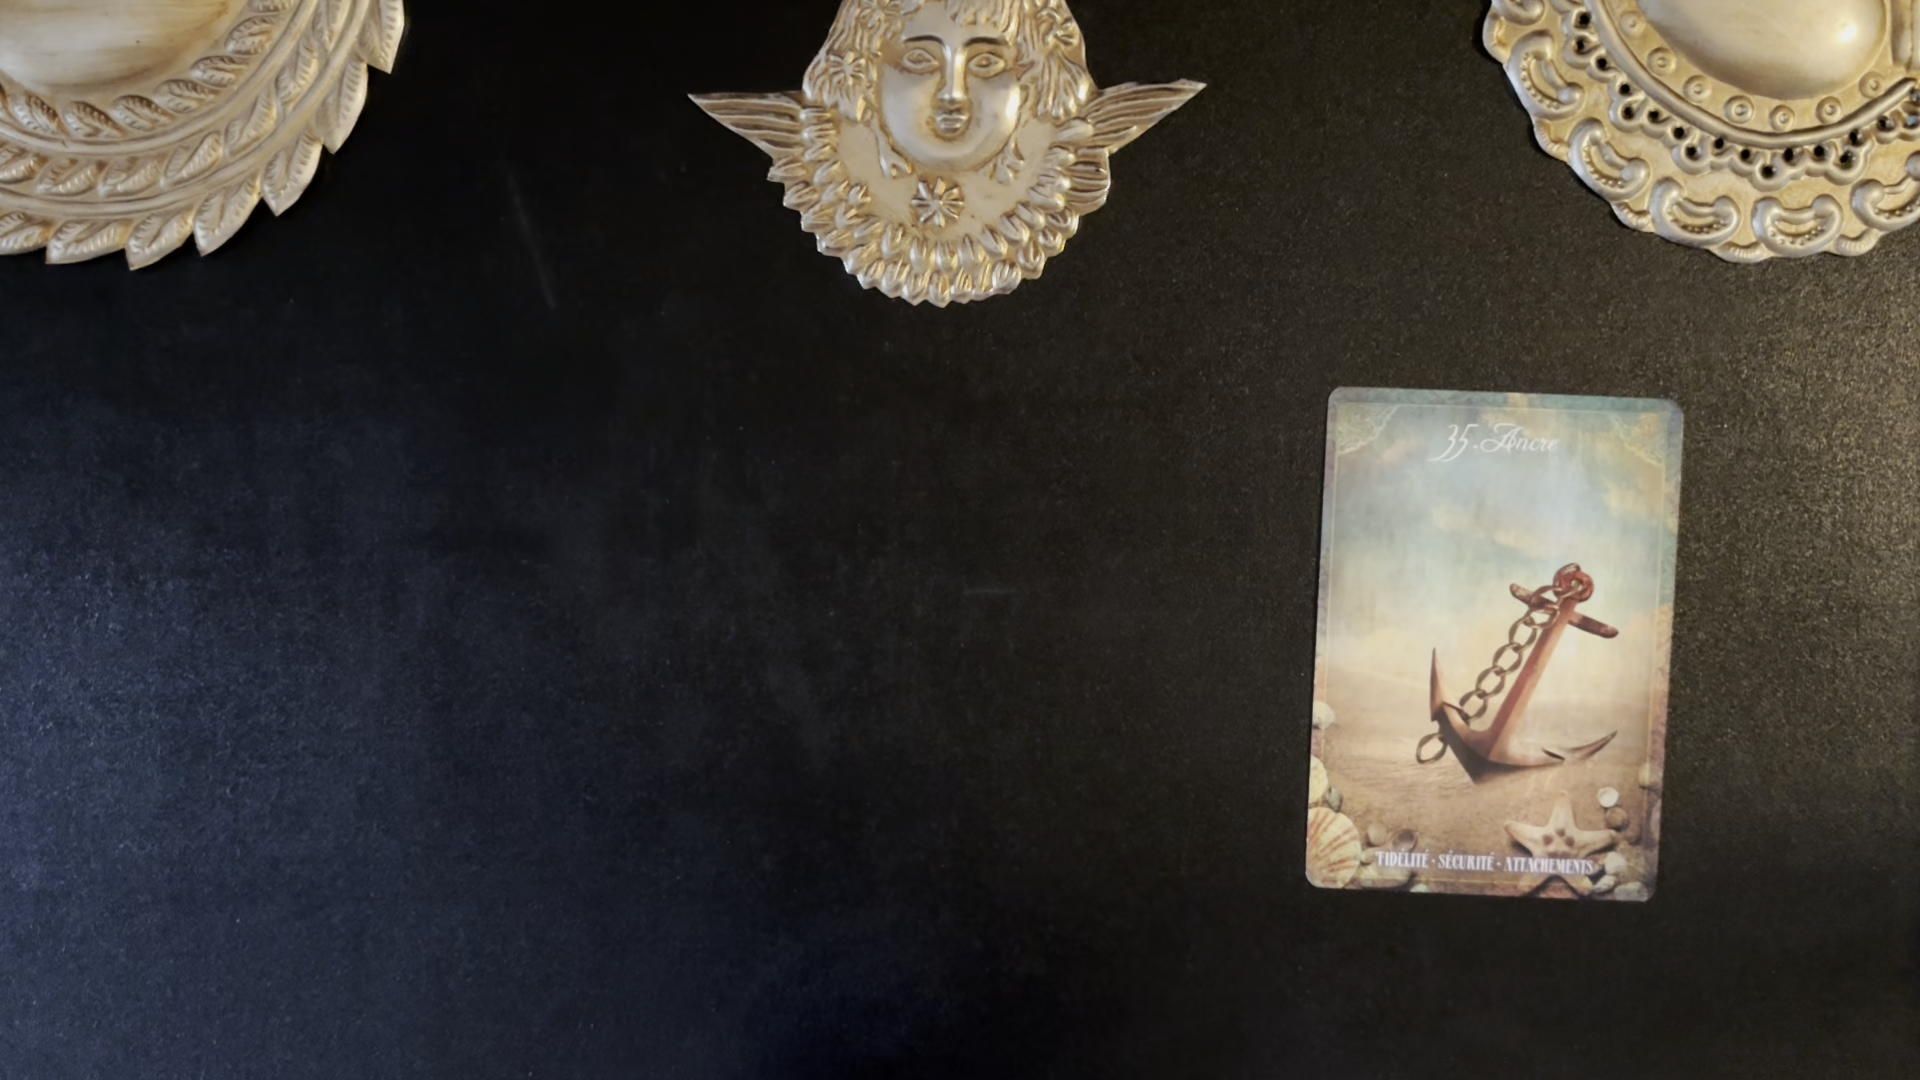 35. Ancre
FIDÉLITÉ • SÉCURITÉ • ATTACHEMENTS